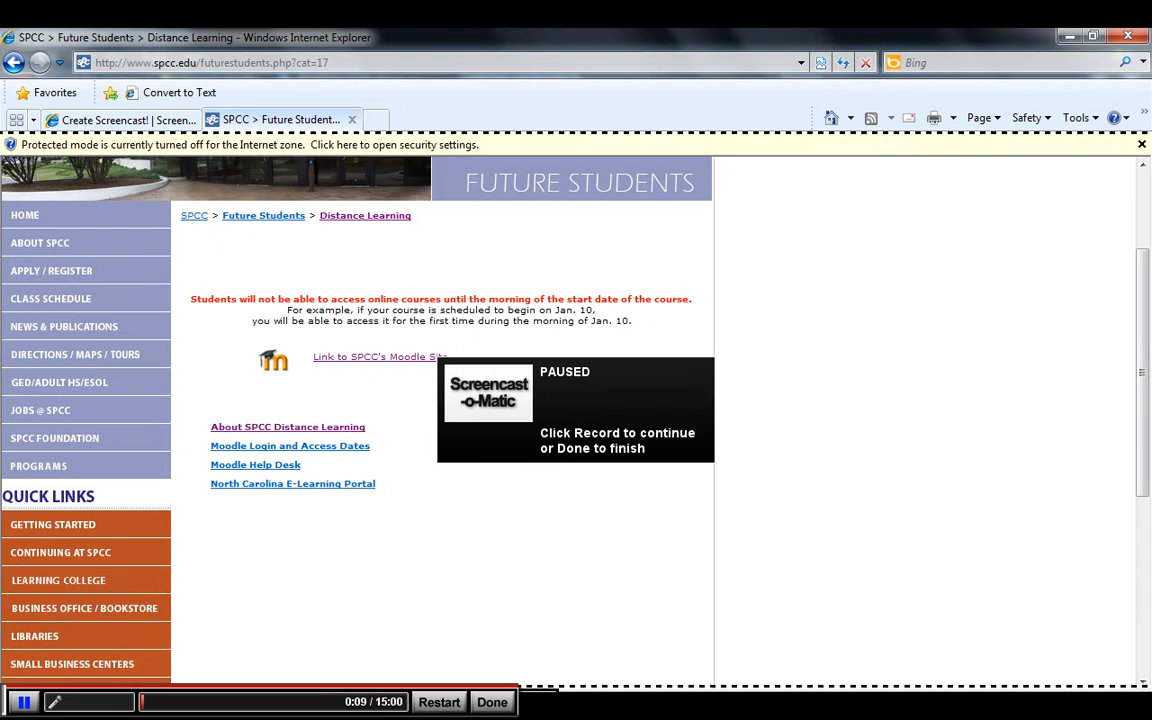 SPCC > Future Students > Distance Learning - Windows Internet Explorer
http://www.spcc.edu/futurestudents.php?cat=17
Bing
Favorites
Convert to Text
Create Screencast! | Screen...
SPCC > Future Student...
Page
Safety
Tools
Protected mode is currently turned off for the Internet zone. Click here to open security settings.
FUTURE STUDENTS
HOME
ABOUT SPCC
APPLY / REGISTER
CLASS SCHEDULE
NEWS & PUBLICATIONS
DIRECTIONS / MAPS / TOURS
GED/ADULT HS/ESOL
JOBS @ SPCC
SPCC FOUNDATION
PROGRAMS
QUICK LINKS
GETTING STARTED
CONTINUING AT SPCC
LEARNING COLLEGE
BUSINESS OFFICE / BOOKSTORE
LIBRARIES
SMALL BUSINESS CENTERS
SPCC > Future Students > Distance Learning
Students will not be able to access online courses until the morning of the start date of the course.
For example, if your course is scheduled to begin on Jan. 10,
you will be able to access it for the first time during the morning of Jan. 10.
m
Link to SPCC's Moodle Site
About SPCC Distance Learning
Moodle Login and Access Dates
Moodle Help Desk
North Carolina E-Learning Portal
Screencast
-o-Matic
PAUSED
Click Record to continue
or Done to finish
0:09 / 15:00
Restart
Done